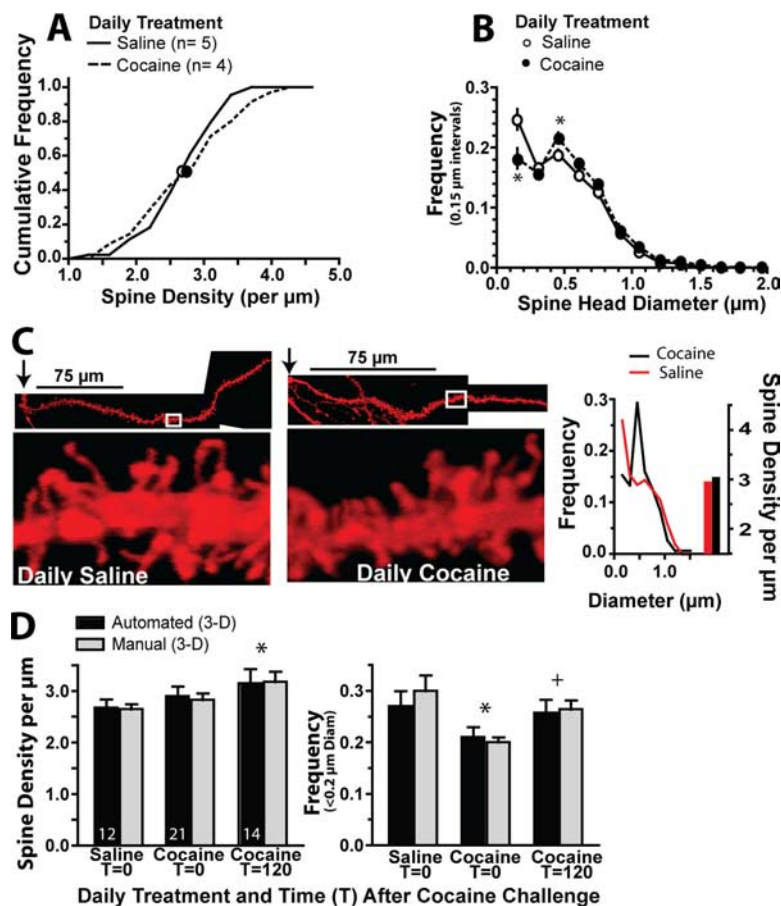 A
Daily Treatment
Saline (n= 5)
Cocaine (n= 4)
Cumulative Frequency
1.0
0.8
0.6
0.4
0.2
0.0
1.0 2.0 3.0 4.0 5.0
Spine Density (per µm)
B
Daily Treatment
Saline
Cocaine
Frequency
(0.15 µm intervals)
0.3
0.2
0.1
0.0
*
*
0.0 0.5 1.0 1.5 2.0
Spine Head Diameter (µm)
C
75 µm
75 µm
Daily Saline
Daily Cocaine
Cocaine
Saline
Frequency
0.3
0.2
0.1
0.0
0.0 1.0
Diameter (µm)
4
3
2
Spine Density per µm
D
Automated (3-D)
Manual (3-D)
Spine Density per µm
3.0
2.0
1.0
0.0
*
12 21 14
Saline Cocaine Cocaine
T=0 T=0 T=120
Frequency
(<0.2 µm Diam)
0.3
0.2
0.1
0.3
* +
Saline Cocaine Cocaine
T=0 T=0 T=120
Daily Treatment and Time (T) After Cocaine Challenge